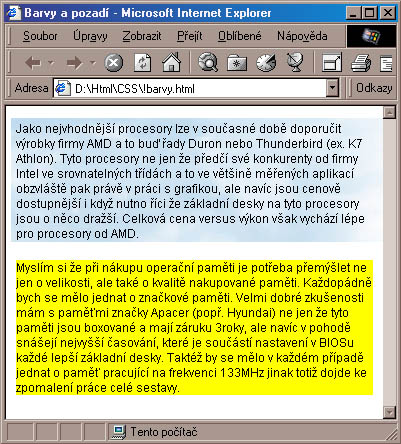 Barvy a pozadí - Microsoft Internet Explorer
Soubor Úpravy Zobrazit Přejít Oblíbené Nápověda
Adresa D:\Html\CSS\!barvy.html Odkazy
Jako nejvhodnější procesory lze v současné době doporučit
výrobky firmy AMD a to buď řady Duron nebo Thunderbird (ex. K7
Athlon). Tyto procesory ne jen že předčí své konkurenty od firmy
Intel ve srovnatelných třídách a to ve většině měřených aplikací
obzvláště pak právě v práci s grafikou, ale navíc jsou cenově
dostupnější i když nutno říci že základní desky na tyto procesory
jsou o něco dražší. Celková cena versus výkon však vychází lépe
pro procesory od AMD.
Myslím si že při nákupu operační paměti je potřeba přemýšlet ne
jen o velikosti, ale také o kvalitě nakupované paměti. Každopádně
bych se mělo jednat o značkové paměti. Velmi dobré zkušenosti
mám s paměťmi značky Apacer (popř. Hyundai) ne jen že tyto
paměti jsou boxované a mají záruku 3roky, ale navíc v pohodě
snášejí nejvyšší časování, které je součástí nastavení v BIOSu
každé lepší základní desky. Taktéž by se mělo v každém případě
jednat o paměť pracující na frekvenci 133MHz jinak totiž dojde ke
zpomalení práce celé sestavy.
Tento počítač